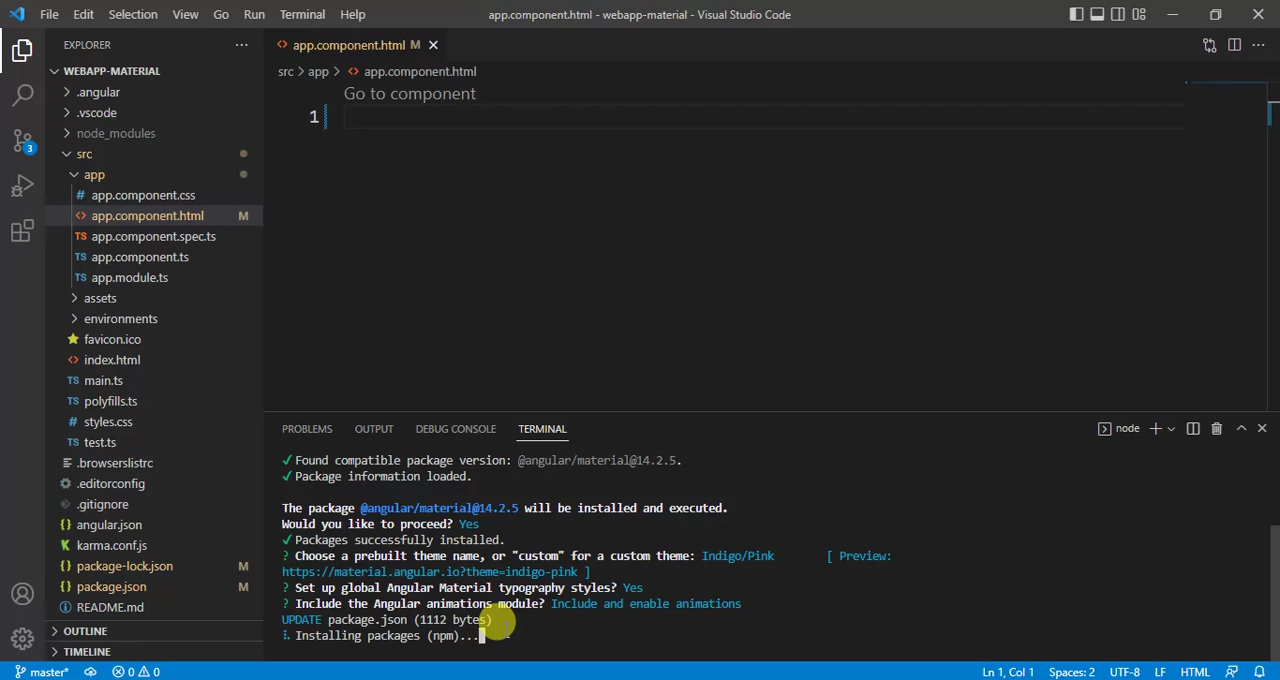 File Edit Selection View Go Run Terminal Help
app.component.html - webapp-material - Visual Studio Code
EXPLORER
WEBAPP-MATERIAL
.angular
.vscode
node_modules
src
app
app.component.css
app.component.html M
app.component.spec.ts
app.component.ts
app.module.ts
assets
environments
favicon.ico
index.html
main.ts
polyfills.ts
styles.css
test.ts
.browserslistrc
.editorconfig
.gitignore
angular.json
karma.conf.js
package-lock.json M
package.json M
README.md
OUTLINE
TIMELINE
3
app.component.html M
src > app > app.component.html
Go to component
1
PROBLEMS OUTPUT DEBUG CONSOLE TERMINAL
node
✓ Found compatible package version: @angular/material@14.2.5.
✓ Package information loaded.
The package @angular/material@14.2.5 will be installed and executed.
Would you like to proceed? Yes
✓ Packages successfully installed.
? Choose a prebuilt theme name, or "custom" for a custom theme: Indigo/Pink [ Preview:
https://material.angular.io?theme=indigo-pink ]
? Set up global Angular Material typography styles? Yes
? Include the Angular animations module? Include and enable animations
UPDATE package.json (1112 bytes)
Installing packages (npm)...
master* 0 0 Ln 1, Col 1 Spaces: 2 UTF-8 LF HTML